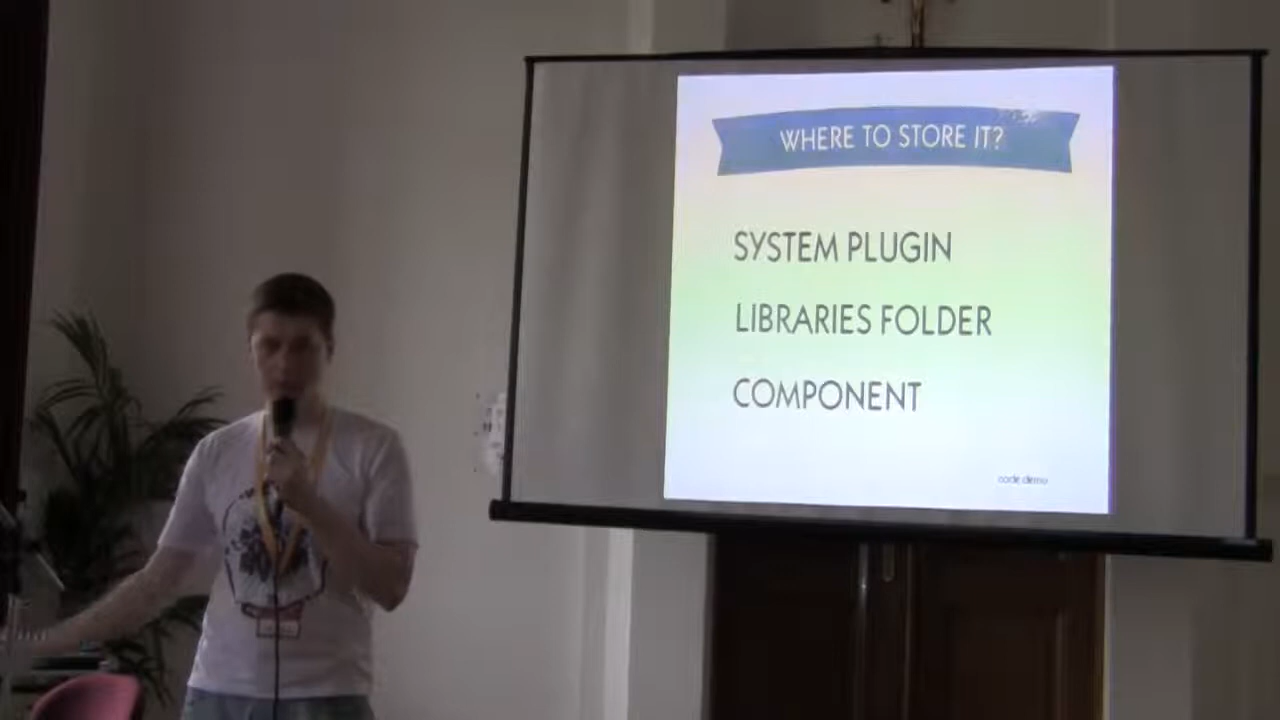 WHERE TO STORE IT?
SYSTEM PLUGIN
LIBRARIES FOLDER
COMPONENT
code demo